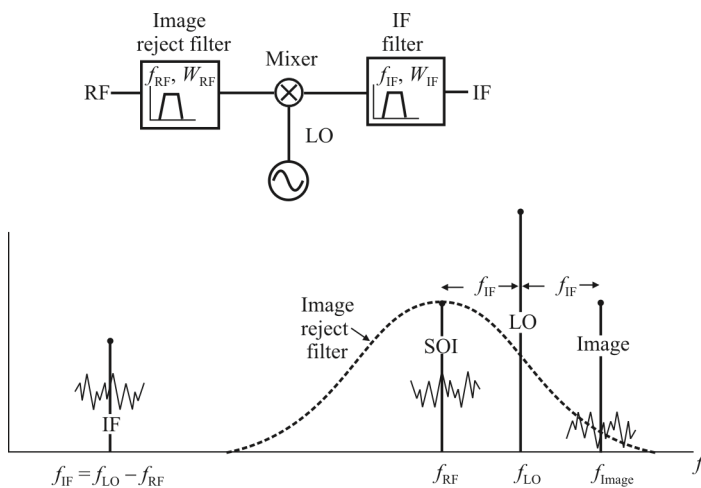 Image
reject filter
IF
filter
Mixer
f_RF, W_RF
f_IF, W_IF
RF
IF
LO
f_IF
f_IF
Image
reject
filter
LO
SOI
Image
IF
f
f_IF = f_LO − f_RF
f_RF
f_LO
f_Image